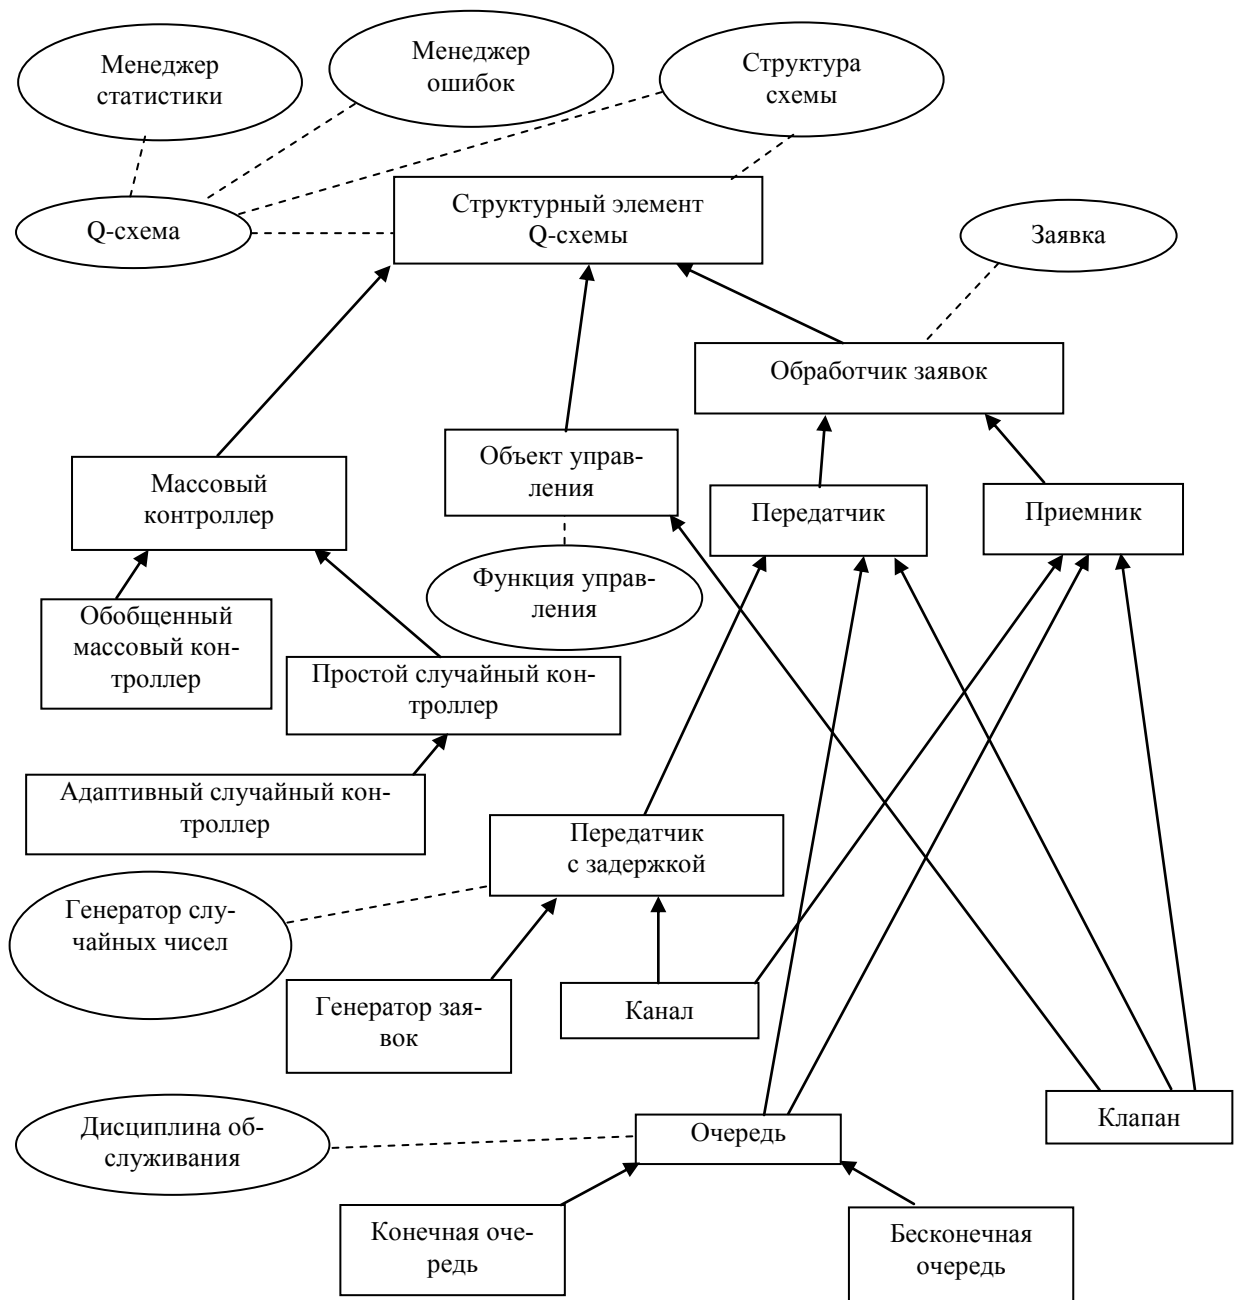 Менеджер
статистики
Менеджер
ошибок
Структура
схемы
Q-схема
Структурный элемент
Q-схемы
Заявка
Обработчик заявок
Массовый
контроллер
Объект управ-
ления
Передатчик
Приемник
Функция управ-
ления
Обобщенный
массовый кон-
троллер
Простой случайный кон-
троллер
Адаптивный случайный кон-
троллер
Передатчик
с задержкой
Генератор слу-
чайных чисел
Генератор зая-
вок
Канал
Клапан
Дисциплина об-
служивания
Очередь
Конечная оче-
редь
Бесконечная
очередь